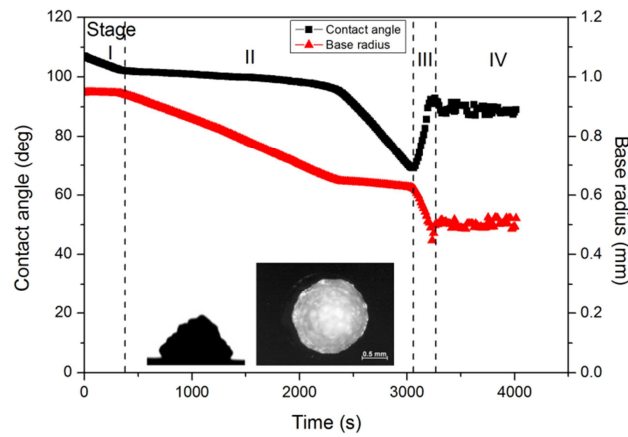 Stage
I
II
III
IV
Contact angle
Base radius
120
100
80
60
40
20
0
Contact angle (deg)
1.2
1.0
0.8
0.6
0.4
0.2
0.0
Base radius (mm)
0.5 mm
0 1000 2000 3000 4000 5000
Time (s)